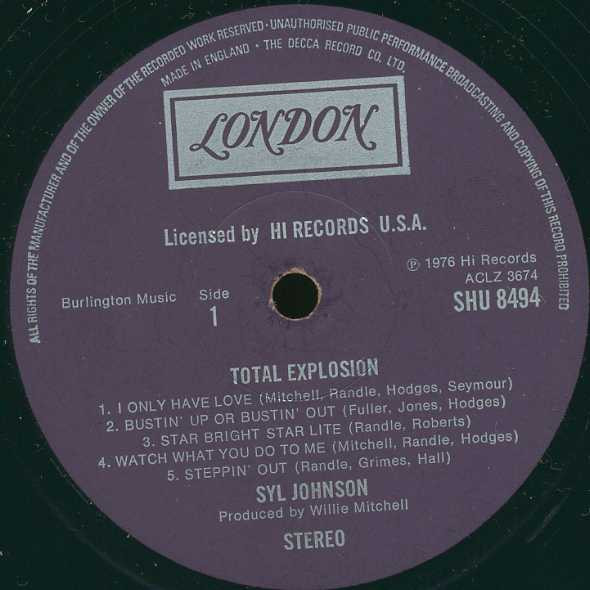 ALL RIGHTS OF THE MANUFACTURER AND OF THE OWNER OF THE RECORDED WORK RESERVED · UNAUTHORISED PUBLIC PERFORMANCE BROADCASTING AND COPYING OF THIS RECORD PROHIBITED
MADE IN ENGLAND · THE DECCA RECORD CO. LTD.
LONDON
Licensed by HI RECORDS U.S.A.
℗ 1976 Hi Records
ACLZ 3674
Burlington Music Side SHU 8494
1
TOTAL EXPLOSION
1. I ONLY HAVE LOVE (Mitchell, Randle, Hodges, Seymour)
2. BUSTIN' UP OR BUSTIN' OUT (Fuller, Jones, Hodges)
3. STAR BRIGHT STAR LITE (Randle, Roberts)
4. WATCH WHAT YOU DO TO ME (Mitchell, Randle, Hodges)
5. STEPPIN' OUT (Randle, Grimes, Hall)
SYL JOHNSON
Produced by Willie Mitchell
STEREO